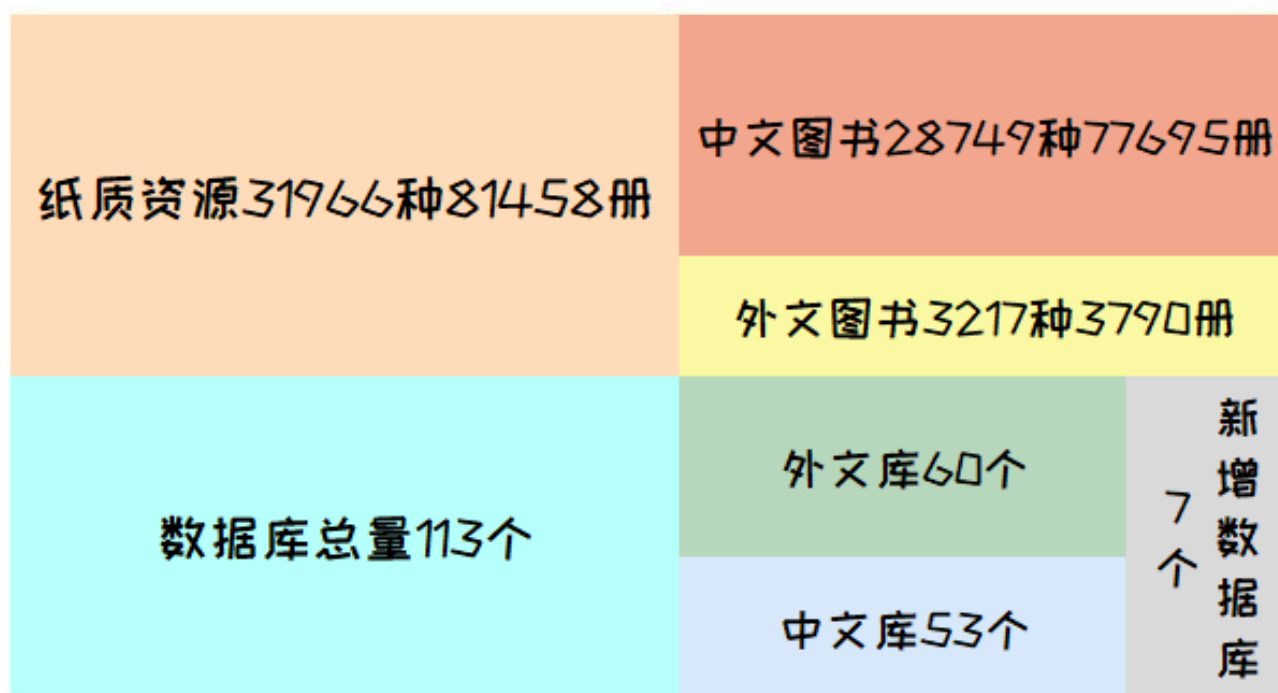 纸质资源31966种81458册
中文图书28749种77695册
外文图书3217种3790册
数据库总量113个
外文库60个
中文库53个
新增数据库
7个